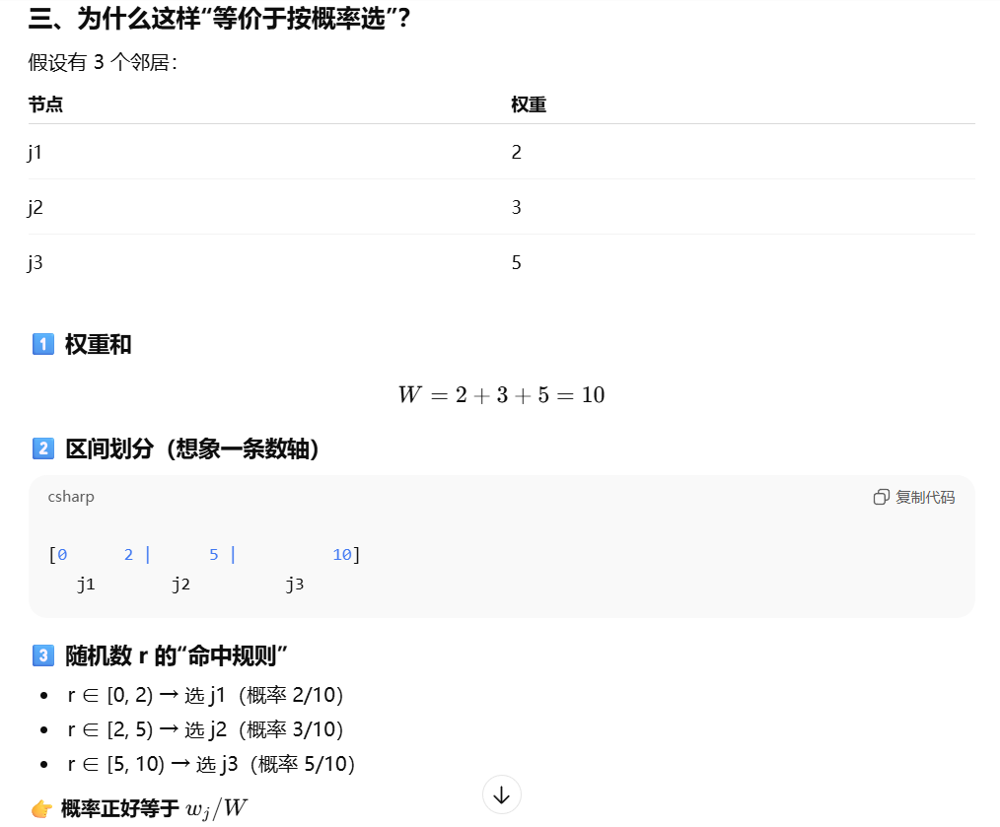 三、为什么这样“等价于按概率选”？
假设有 3 个邻居：
节点 权重
j1 2
j2 3
j3 5
1 权重和
W = 2 + 3 + 5 = 10
2 区间划分（想象一条数轴）
csharp 复制代码
[0 2 | 5 | 10]
j1 j2 j3
3 随机数 r 的“命中规则”
• r ∈ [0, 2) → 选 j1（概率 2/10）
• r ∈ [2, 5) → 选 j2（概率 3/10）
• r ∈ [5, 10) → 选 j3（概率 5/10）
👉 概率正好等于 w_j/W